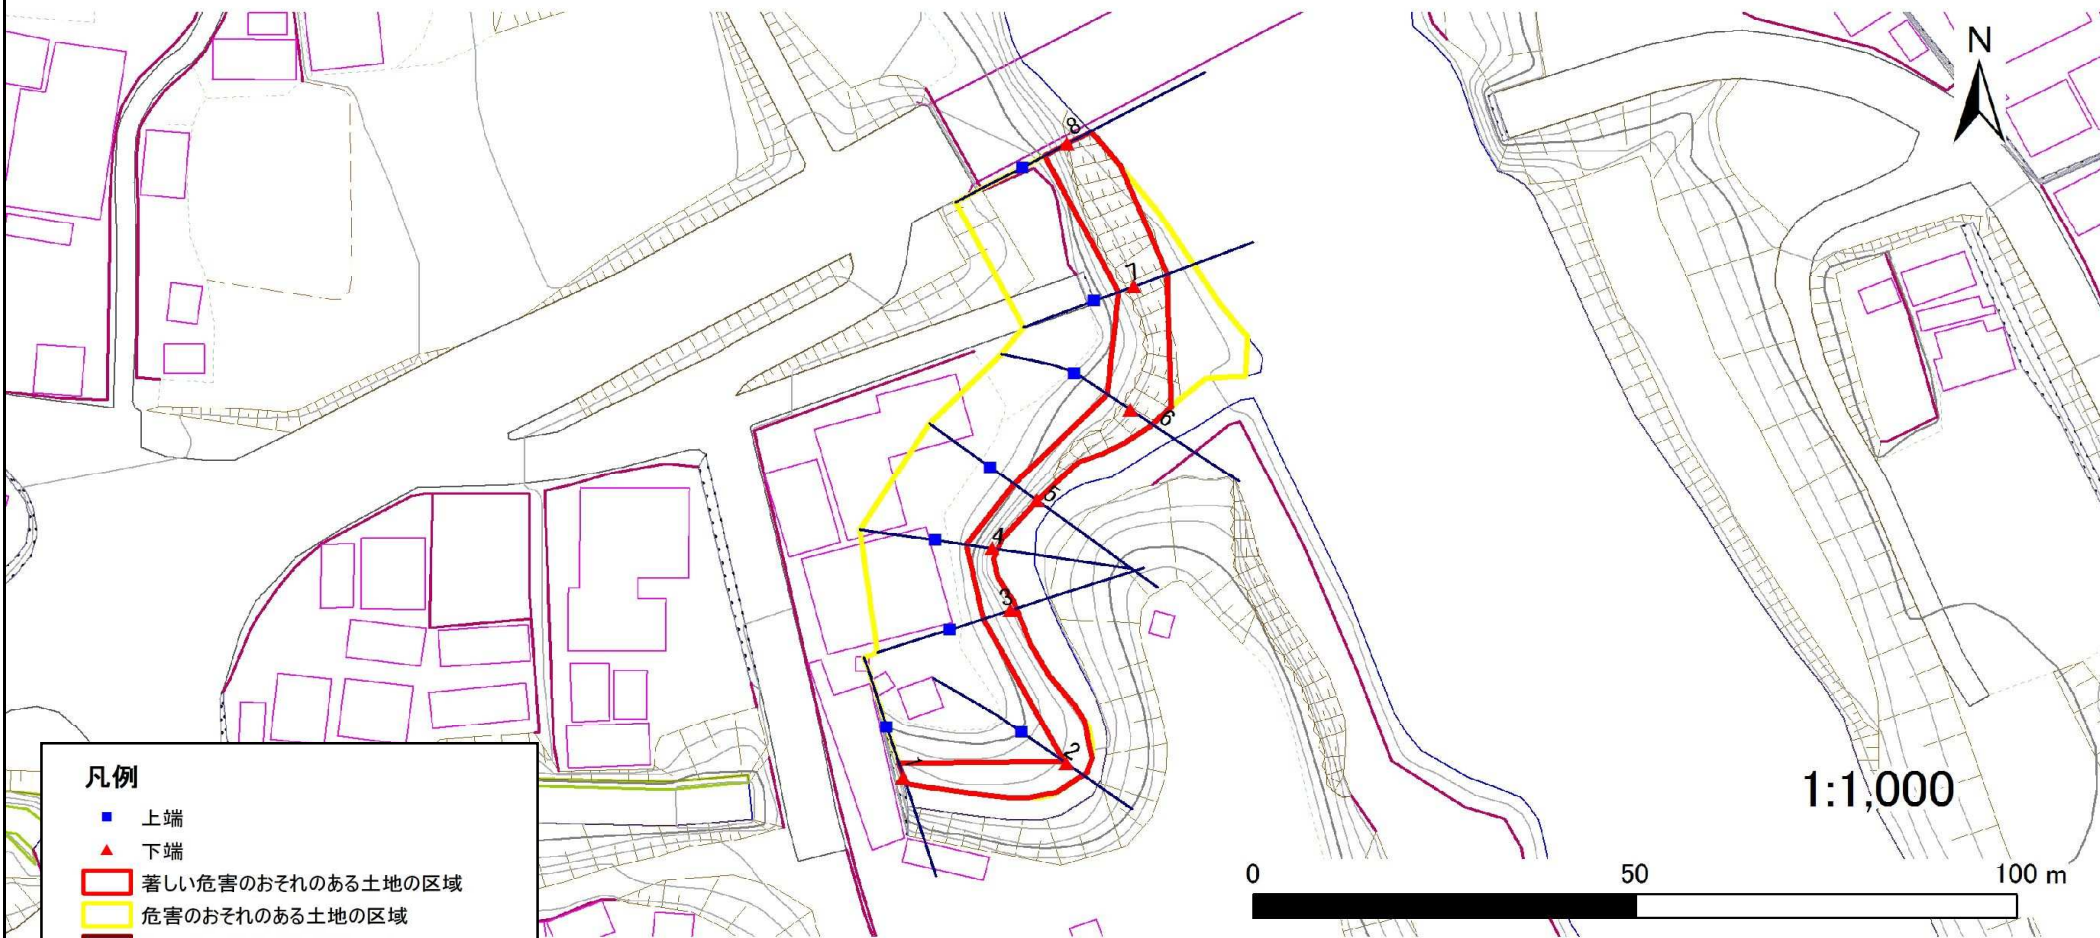 N
8
7
6
5
4
3
2
1
1:1,000
0 50 100 m
凡例
上端
下端
著しい危害のおそれのある土地の区域
危害のおそれのある土地の区域